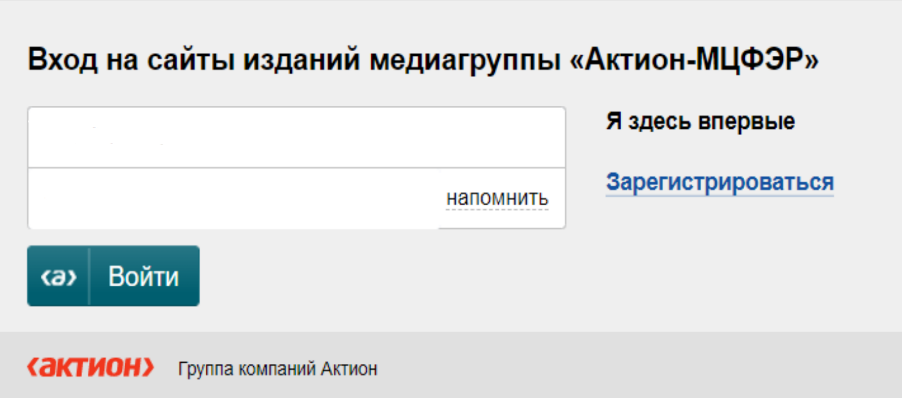 Вход на сайты изданий медиагруппы «Актион-МЦФЭР»
Я здесь впервые
напомнить
Зарегистрироваться
‹а› Войти
‹актион› Группа компаний Актион